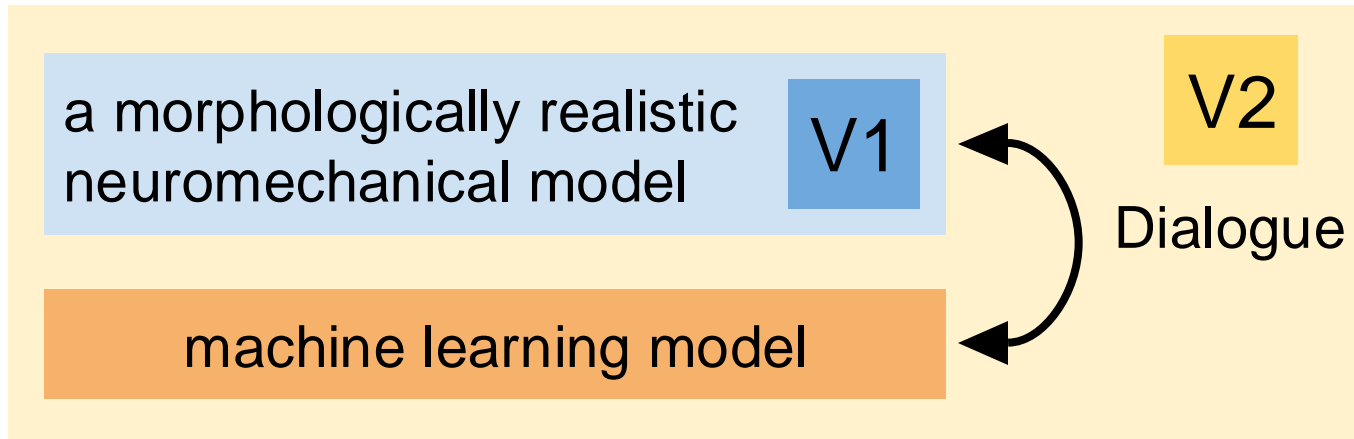 a morphologically realistic
neuromechanical model
V1
V2
Dialogue
machine learning model